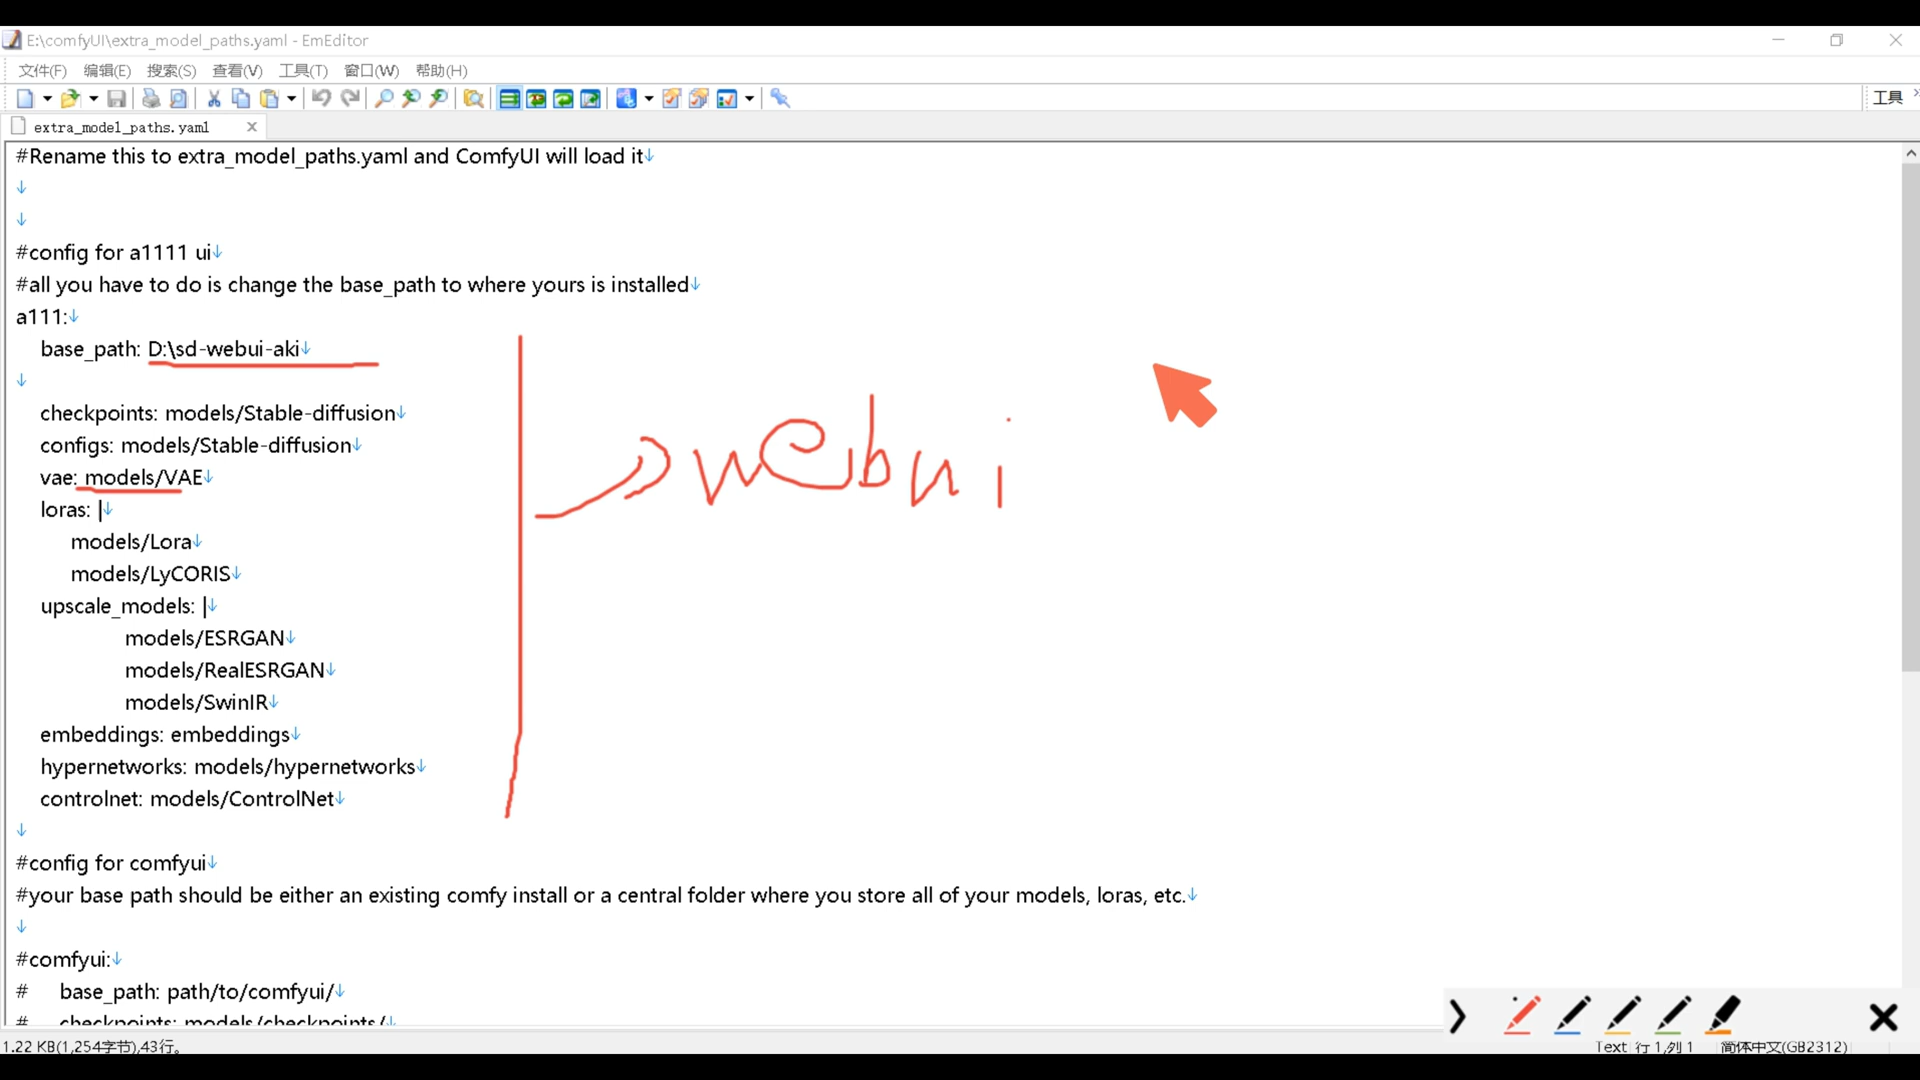 E:\comfyUI\extra_model_paths.yaml - EmEditor
文件(F) 编辑(E) 搜索(S) 查看(V) 工具(T) 窗口(W) 帮助(H)
工具
extra_model_paths.yaml
#Rename this to extra_model_paths.yaml and ComfyUI will load it↓
↓
↓
#config for a1111 ui↓
#all you have to do is change the base_path to where yours is installed↓
a111:↓
base_path: D:\sd-webui-aki↓
↓
checkpoints: models/Stable-diffusion↓
configs: models/Stable-diffusion↓
vae: models/VAE↓
webui
loras: |↓
models/Lora↓
models/LyCORIS↓
upscale_models: |↓
models/ESRGAN↓
models/RealESRGAN↓
models/SwinIR↓
embeddings: embeddings↓
hypernetworks: models/hypernetworks↓
controlnet: models/ControlNet↓
↓
#config for comfyui↓
#your base path should be either an existing comfy install or a central folder where you store all of your models, loras, etc.↓
↓
#comfyui:↓
# base_path: path/to/comfyui/↓
# checkpoints: models/checkpoints/↓
1.22 KB(1,254字节),43行。
Text 行 1,列 1 简体中文(GB2312)